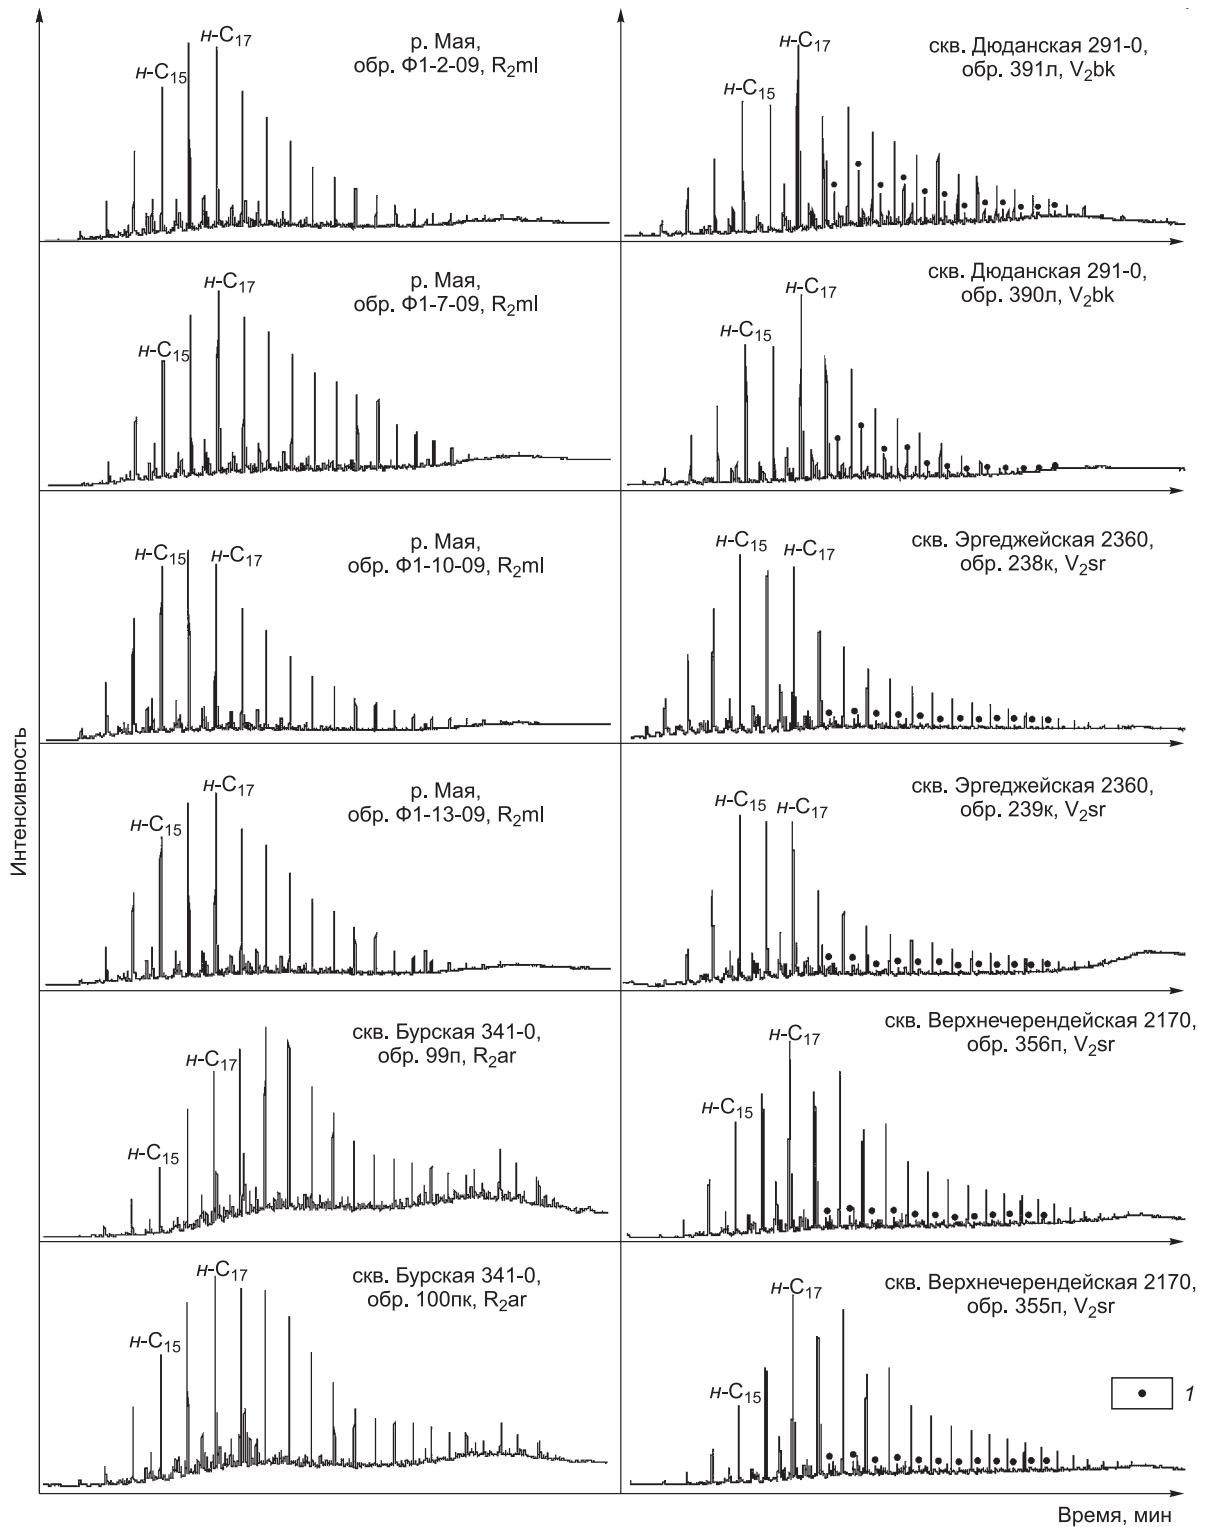 н-C17
р. Мая,
обр. Ф1-2-09, R2ml
н-C15
н-C17
скв. Дюданская 291-0,
обр. 391л, V2bk
н-C15
н-C17
р. Мая,
обр. Ф1-7-09, R2ml
н-C15
скв. Дюданская 291-0,
обр. 390л, V2bk
н-C17
н-C15
н-C15
н-C17
р. Мая,
обр. Ф1-10-09, R2ml
н-C15
н-C17
скв. Эргеджейская 2360,
обр. 238к, V2sr
Интенсивность
н-C17
р. Мая,
обр. Ф1-13-09, R2ml
н-C15
н-C15
н-C17
скв. Эргеджейская 2360,
обр. 239к, V2sr
скв. Бурская 341-0,
обр. 99п, R2ar
н-C17
н-C15
скв. Верхнечерендейская 2170,
обр. 356п, V2sr
н-C17
н-C15
н-C17
скв. Бурская 341-0,
обр. 100пк, R2ar
н-C15
скв. Верхнечерендейская 2170,
обр. 355п, V2sr
н-C17
н-C15
1
Время, мин